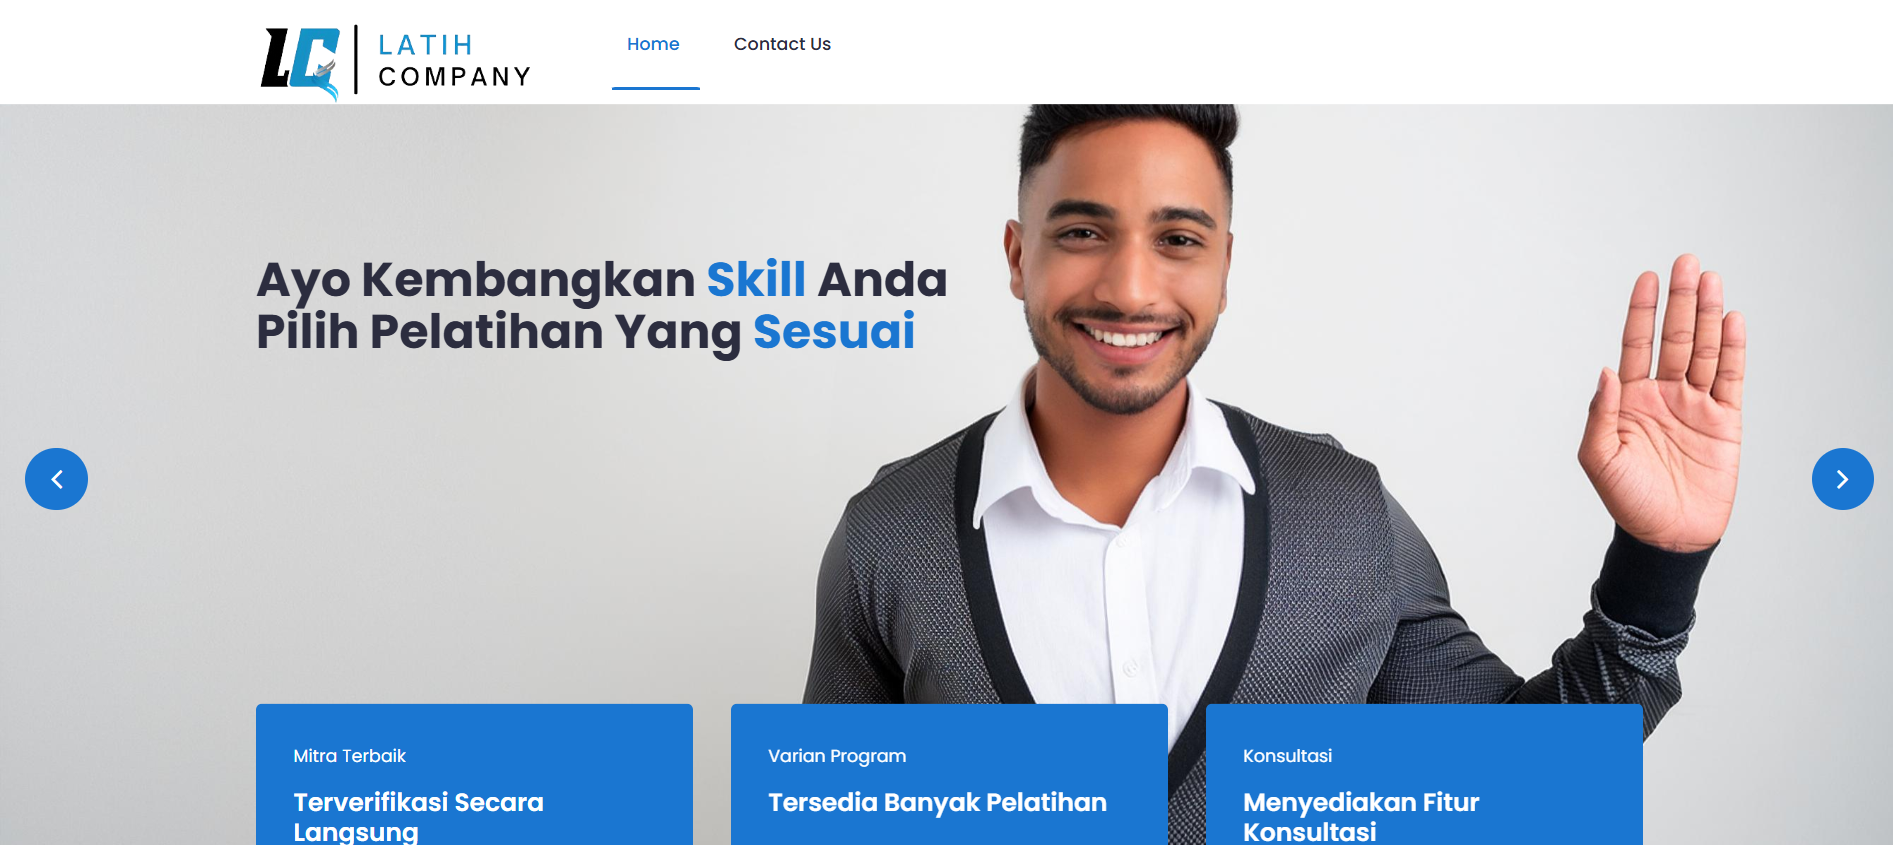 LC
LATIH
COMPANY
Home
Contact Us
Ayo Kembangkan Skill Anda
Pilih Pelatihan Yang Sesuai
Mitra Terbaik
Terverifikasi Secara
Langsung
Varian Program
Tersedia Banyak Pelatihan
Konsultasi
Menyediakan Fitur
Konsultasi